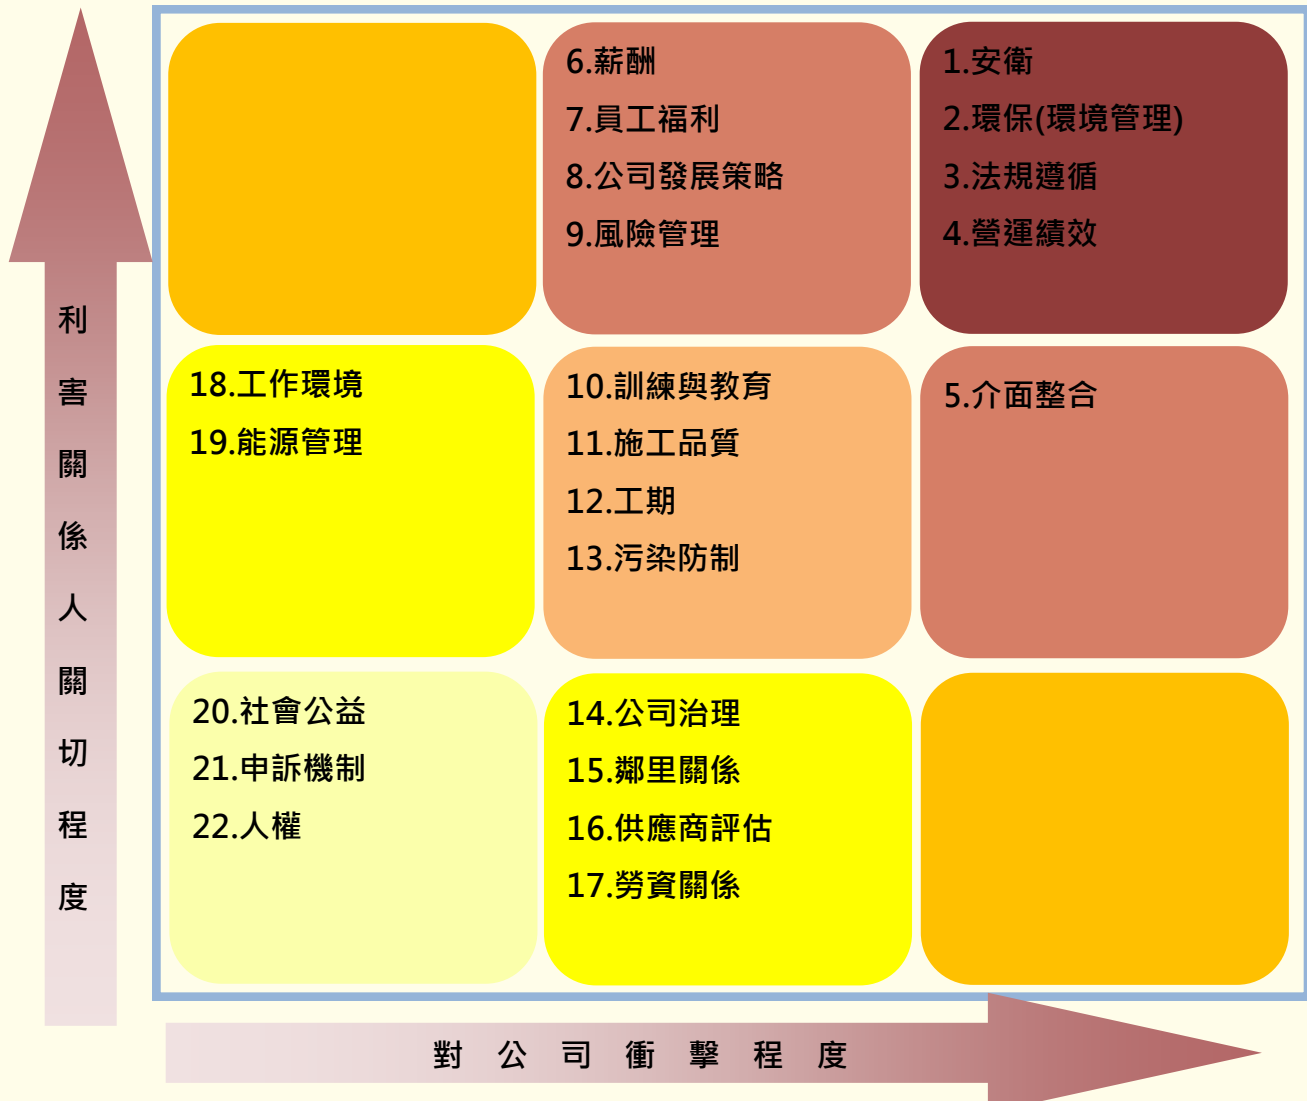 利害關係人關切程度
6.薪酬
7.員工福利
8.公司發展策略
9.風險管理
1.安衛
2.環保(環境管理)
3.法規遵循
4.營運績效
18.工作環境
19.能源管理
10.訓練與教育
11.施工品質
12.工期
13.污染防制
5.介面整合
20.社會公益
21.申訴機制
22.人權
14.公司治理
15.鄰里關係
16.供應商評估
17.勞資關係
對公司衝擊程度